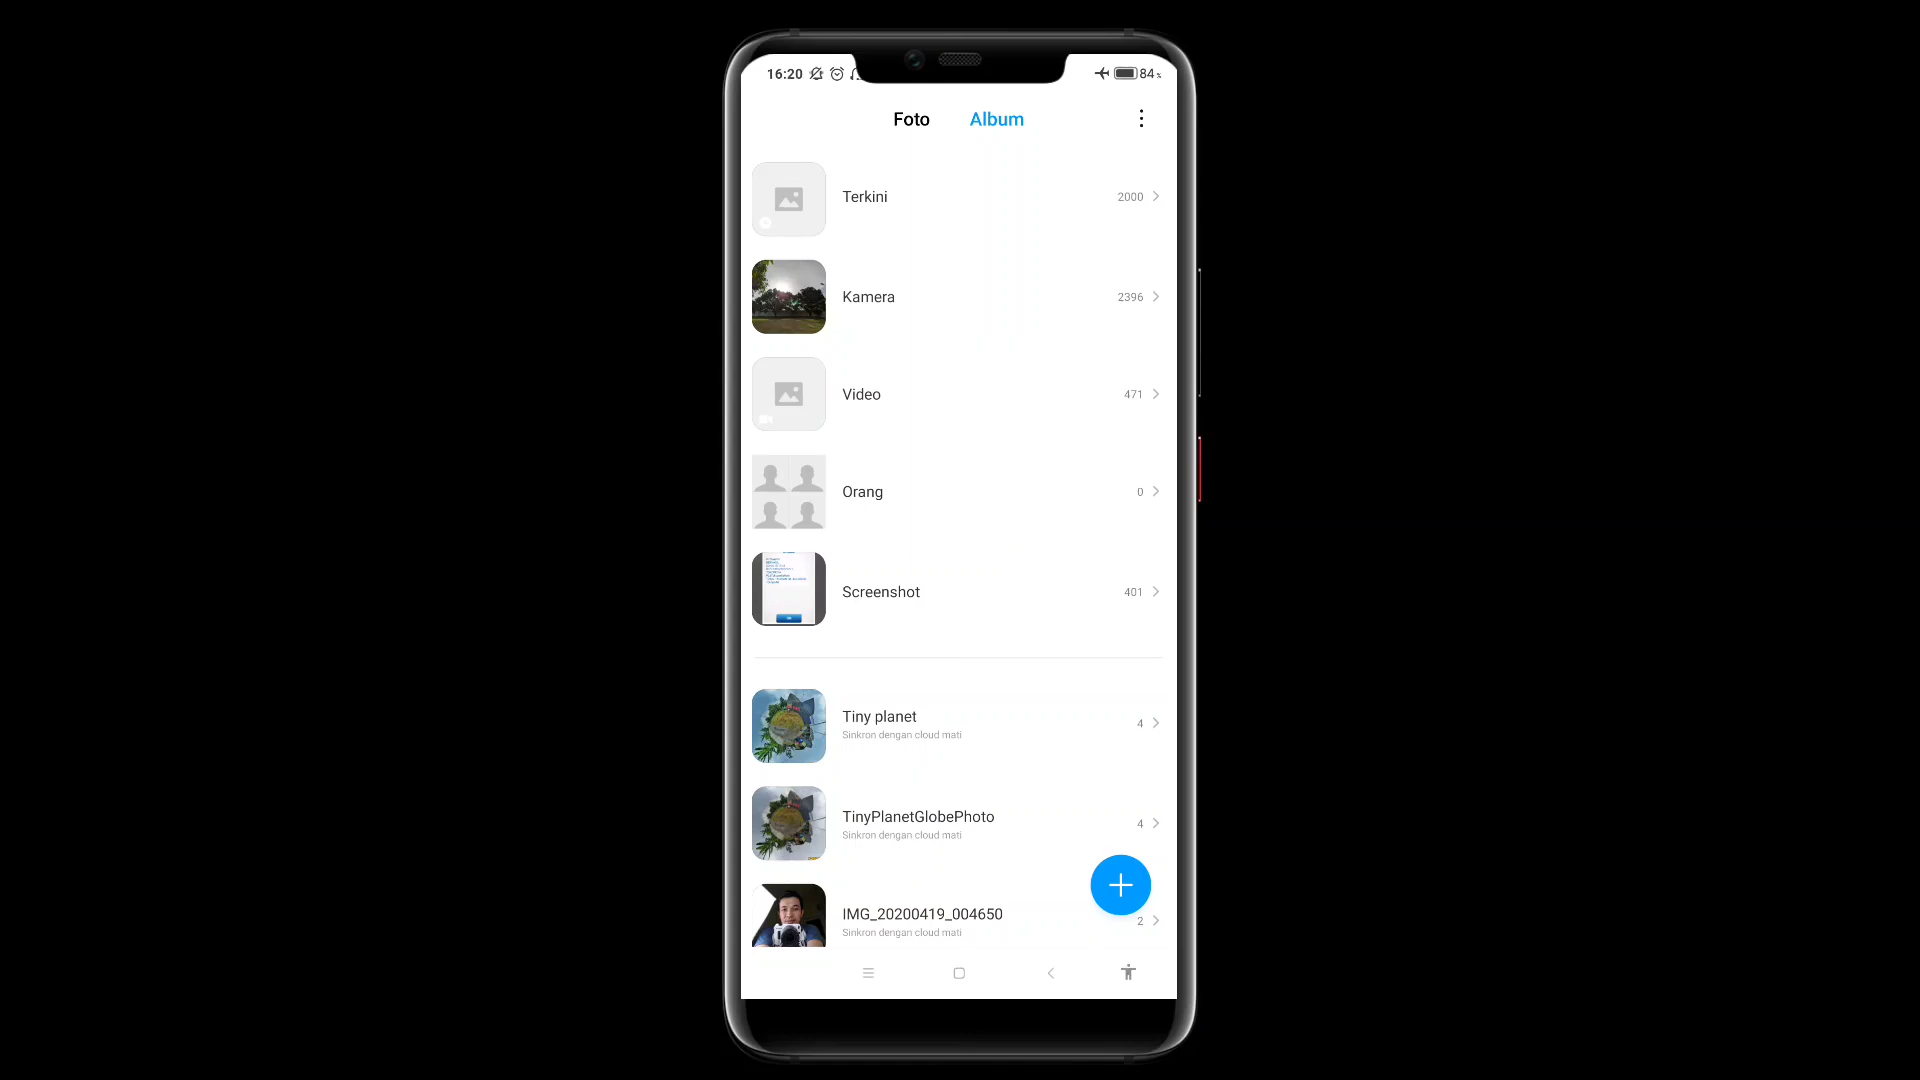 16:20
84%
Foto Album
Terkini 2000
Kamera 2396
Video 471
Orang 0
Screenshot 401
Tiny planet
Sinkron dengan cloud mati
4
TinyPlanetGlobePhoto
Sinkron dengan cloud mati
4
IMG_20200419_004650
Sinkron dengan cloud mati
2